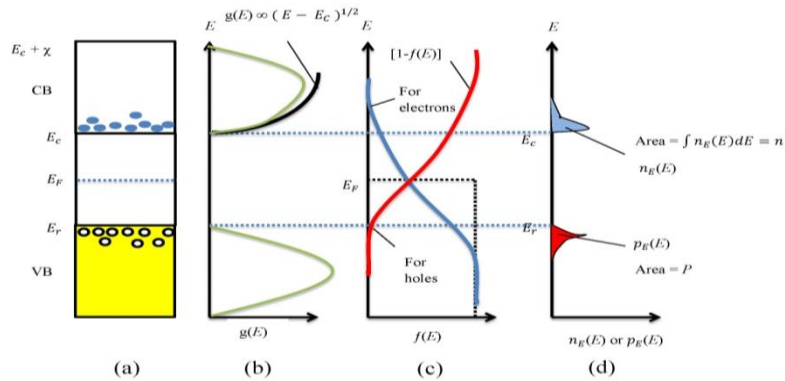 E
g(E) ∞ ( E − E_C )^1/2
E
E
E_c + χ
CB
E_c
E_F
E_r
VB
g(E)
(a)
(b)
[1-f(E)]
For
electrons
E_F
For
holes
f(E)
(c)
E_c
Area = ∫ n_E(E)dE = n
n_E(E)
E_r
p_E(E)
Area = P
n_E(E) or p_E(E)
(d)